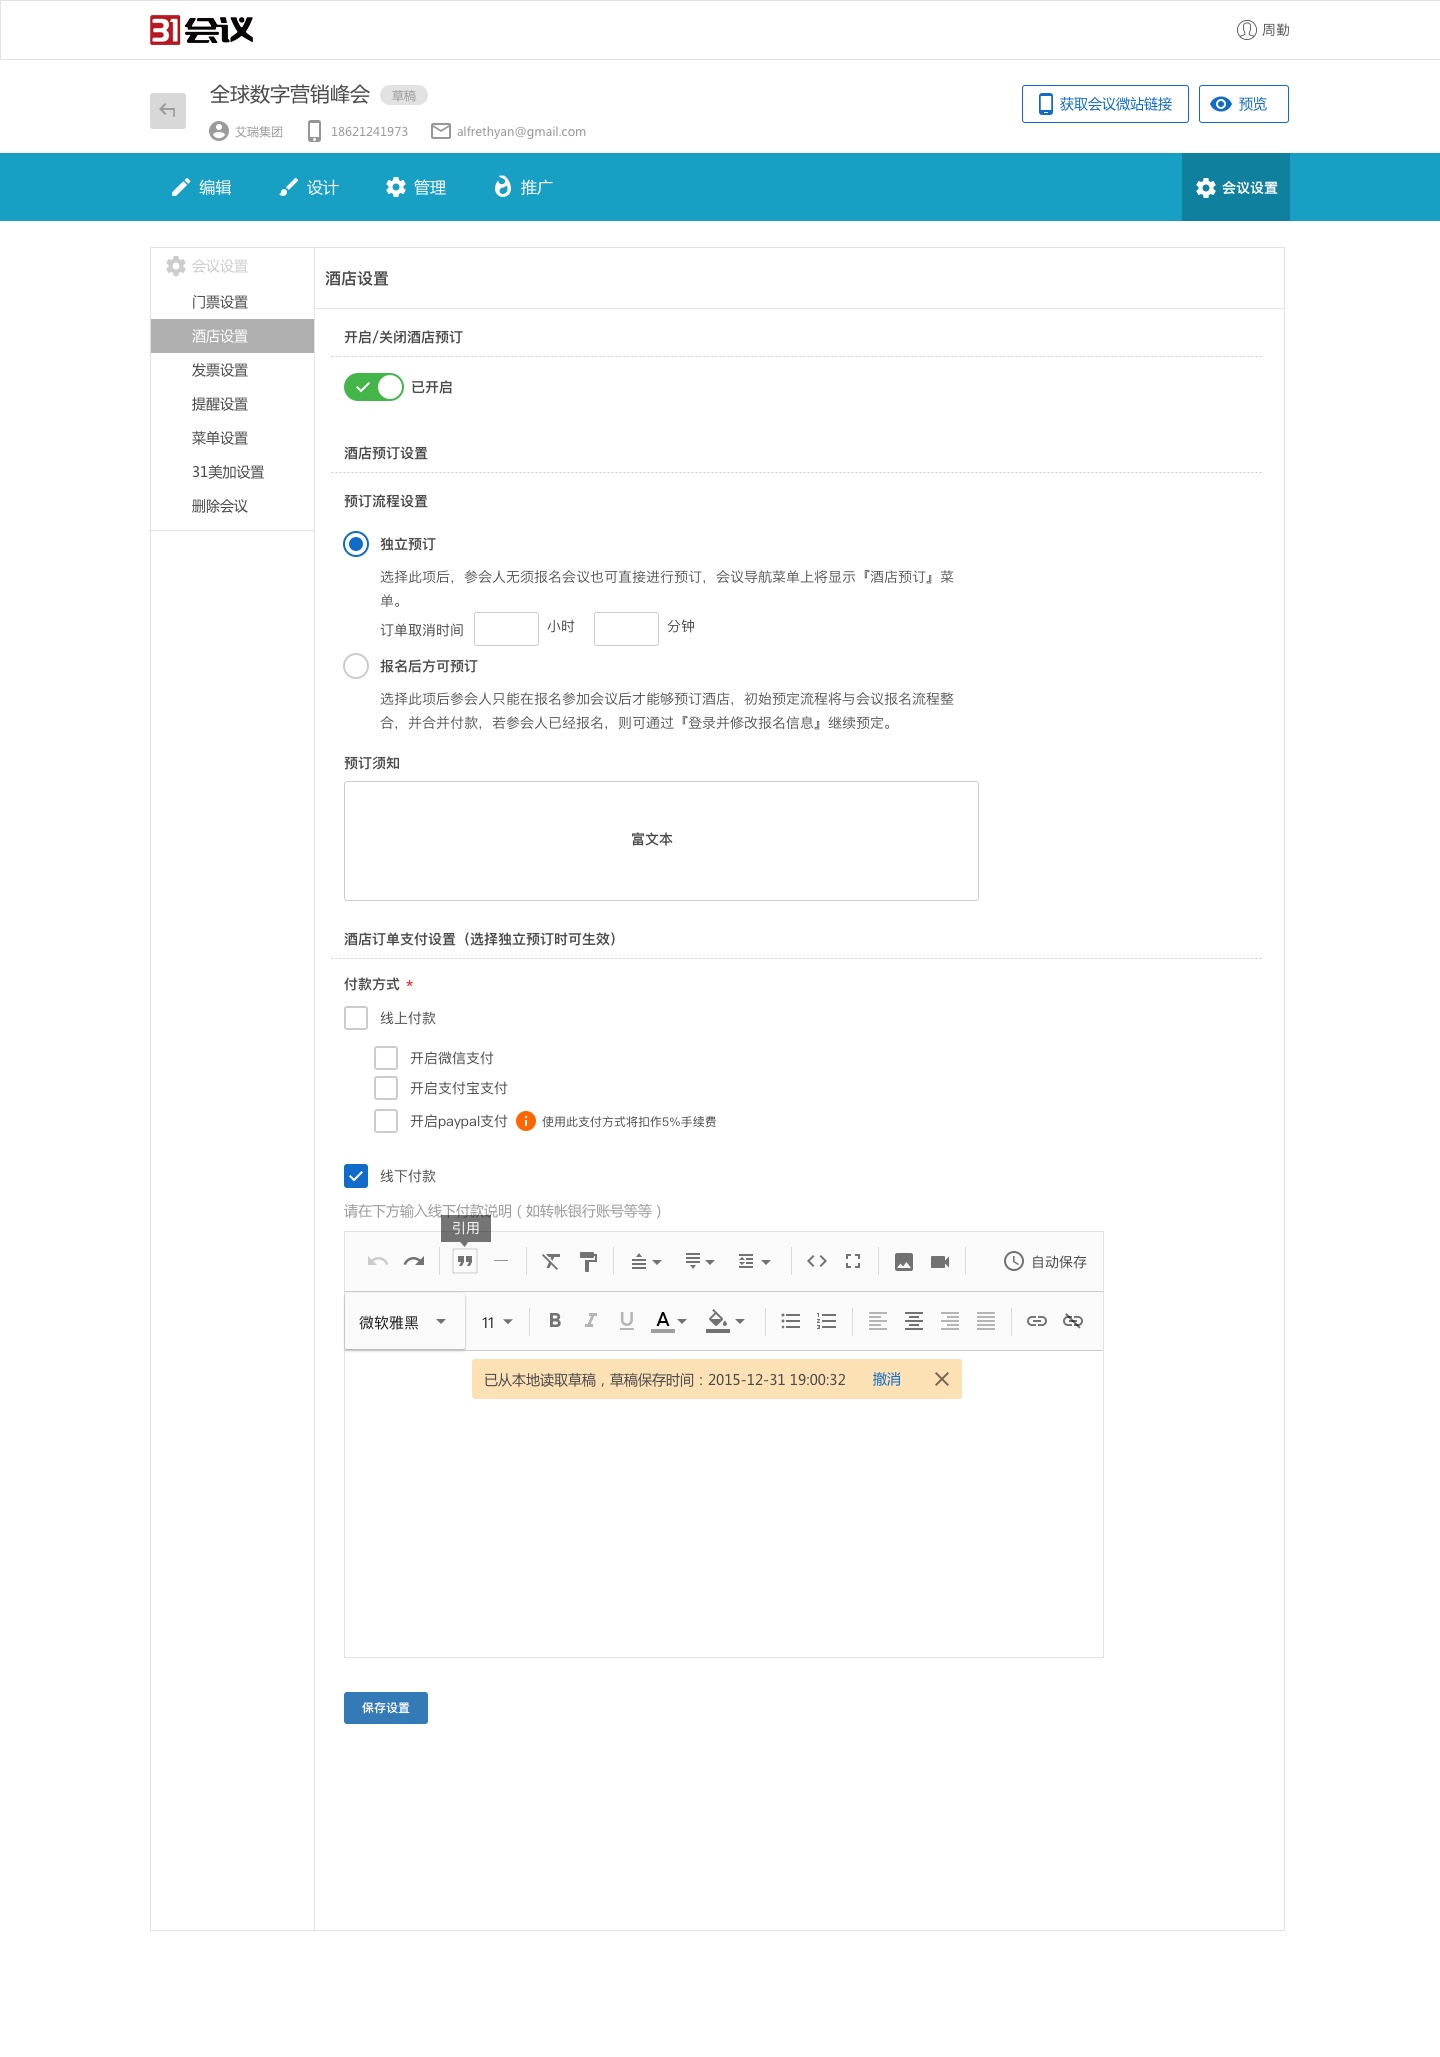 31会议
周勤
全球数字营销峰会 草稿
艾瑞集团 18621241973 alfrethyan@gmail.com
获取会议微站链接 预览
编辑 设计 管理 推广 会议设置
会议设置
门票设置
酒店设置
发票设置
提醒设置
菜单设置
31美加设置
删除会议
酒店设置
开启/关闭酒店预订
已开启
酒店预订设置
预订流程设置
独立预订
选择此项后，参会人无须报名会议也可直接进行预订，会议导航菜单上将显示『酒店预订』菜
单。
订单取消时间 小时 分钟
报名后方可预订
选择此项后参会人只能在报名参加会议后才能够预订酒店，初始预定流程将与会议报名流程整
合，并合并付款，若参会人已经报名，则可通过『登录并修改报名信息』继续预定。
预订须知
富文本
酒店订单支付设置（选择独立预订时可生效）
付款方式 *
线上付款
开启微信支付
开启支付宝支付
开启paypal支付 使用此支付方式将扣作5%手续费
线下付款
请在下方输入线下付款说明（如转帐银行账号等等）
引用
自动保存
微软雅黑 11 B I U A
已从本地读取草稿，草稿保存时间：2015-12-31 19:00:32 撤消
保存设置